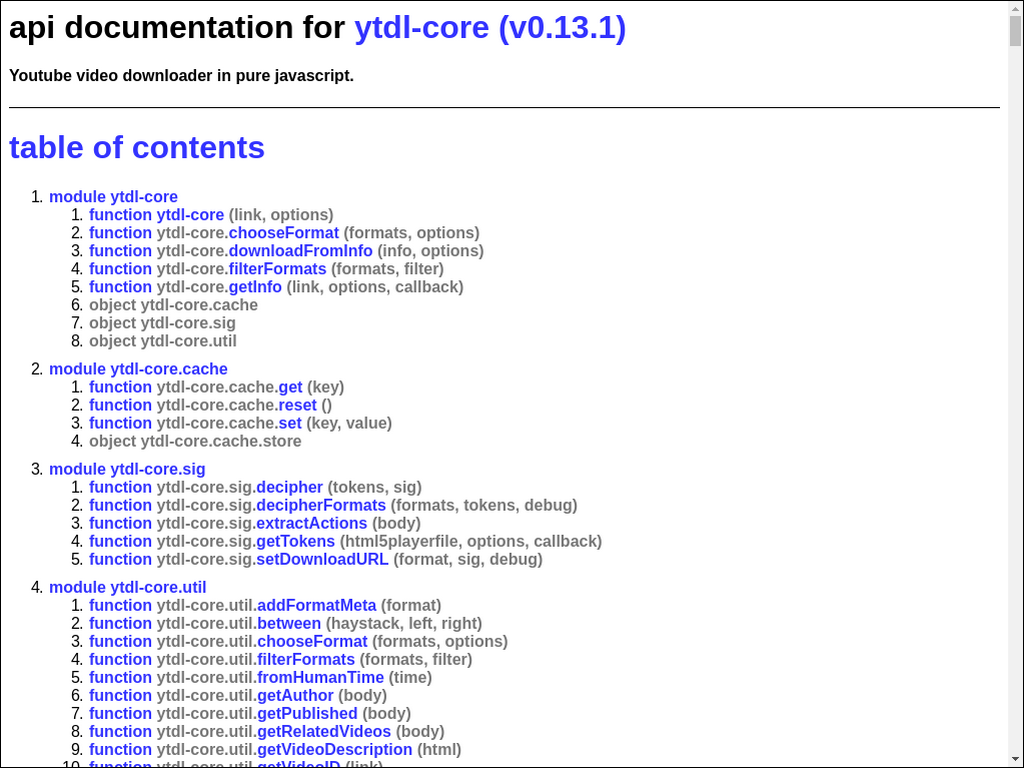 api documentation for ytdl-core (v0.13.1)
Youtube video downloader in pure javascript.
table of contents
1. module ytdl-core
1. function ytdl-core (link, options)
2. function ytdl-core.chooseFormat (formats, options)
3. function ytdl-core.downloadFromInfo (info, options)
4. function ytdl-core.filterFormats (formats, filter)
5. function ytdl-core.getInfo (link, options, callback)
6. object ytdl-core.cache
7. object ytdl-core.sig
8. object ytdl-core.util
2. module ytdl-core.cache
1. function ytdl-core.cache.get (key)
2. function ytdl-core.cache.reset ()
3. function ytdl-core.cache.set (key, value)
4. object ytdl-core.cache.store
3. module ytdl-core.sig
1. function ytdl-core.sig.decipher (tokens, sig)
2. function ytdl-core.sig.decipherFormats (formats, tokens, debug)
3. function ytdl-core.sig.extractActions (body)
4. function ytdl-core.sig.getTokens (html5playerfile, options, callback)
5. function ytdl-core.sig.setDownloadURL (format, sig, debug)
4. module ytdl-core.util
1. function ytdl-core.util.addFormatMeta (format)
2. function ytdl-core.util.between (haystack, left, right)
3. function ytdl-core.util.chooseFormat (formats, options)
4. function ytdl-core.util.filterFormats (formats, filter)
5. function ytdl-core.util.fromHumanTime (time)
6. function ytdl-core.util.getAuthor (body)
7. function ytdl-core.util.getPublished (body)
8. function ytdl-core.util.getRelatedVideos (body)
9. function ytdl-core.util.getVideoDescription (html)
10. function ytdl-core.util.getVideoID (link)